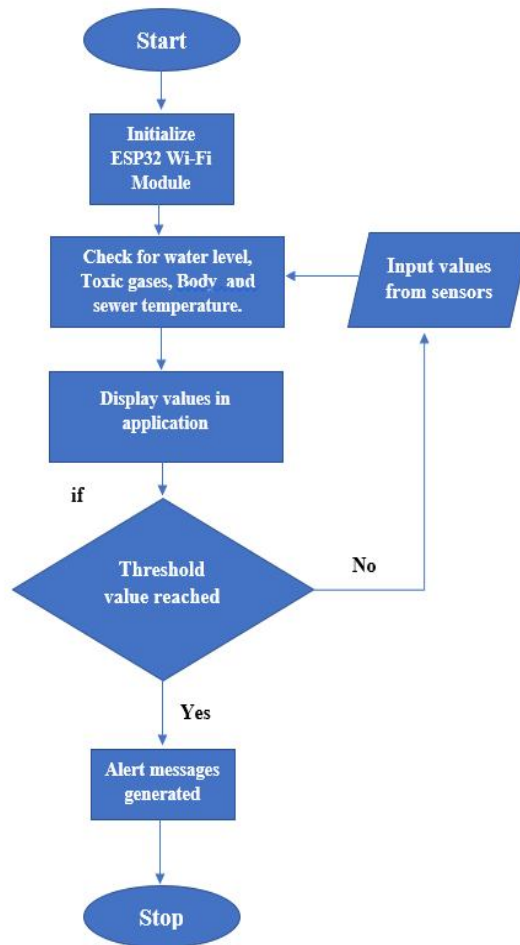 Start
Initialize
ESP32 Wi-Fi
Module
Check for water level,
Toxic gases, Body and
sewer temperature.
Input values
from sensors
Display values in
application
if
Threshold
value reached
No
Yes
Alert messages
generated
Stop